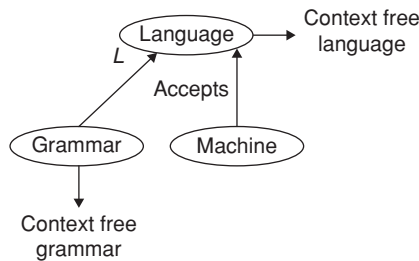 Language
Context free
language
L
Accepts
Grammar
Machine
Context free
grammar